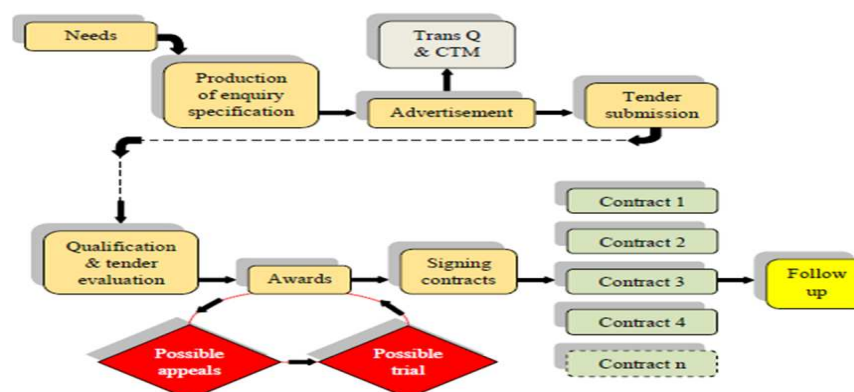 Needs
Trans Q
& CTM
Production
of enquiry
specification
Advertisement
Tender
submission
Qualification
& tender
evaluation
Awards
Signing
contracts
Contract 1
Contract 2
Contract 3
Contract 4
Contract n
Follow
up
Possible
appeals
Possible
trial